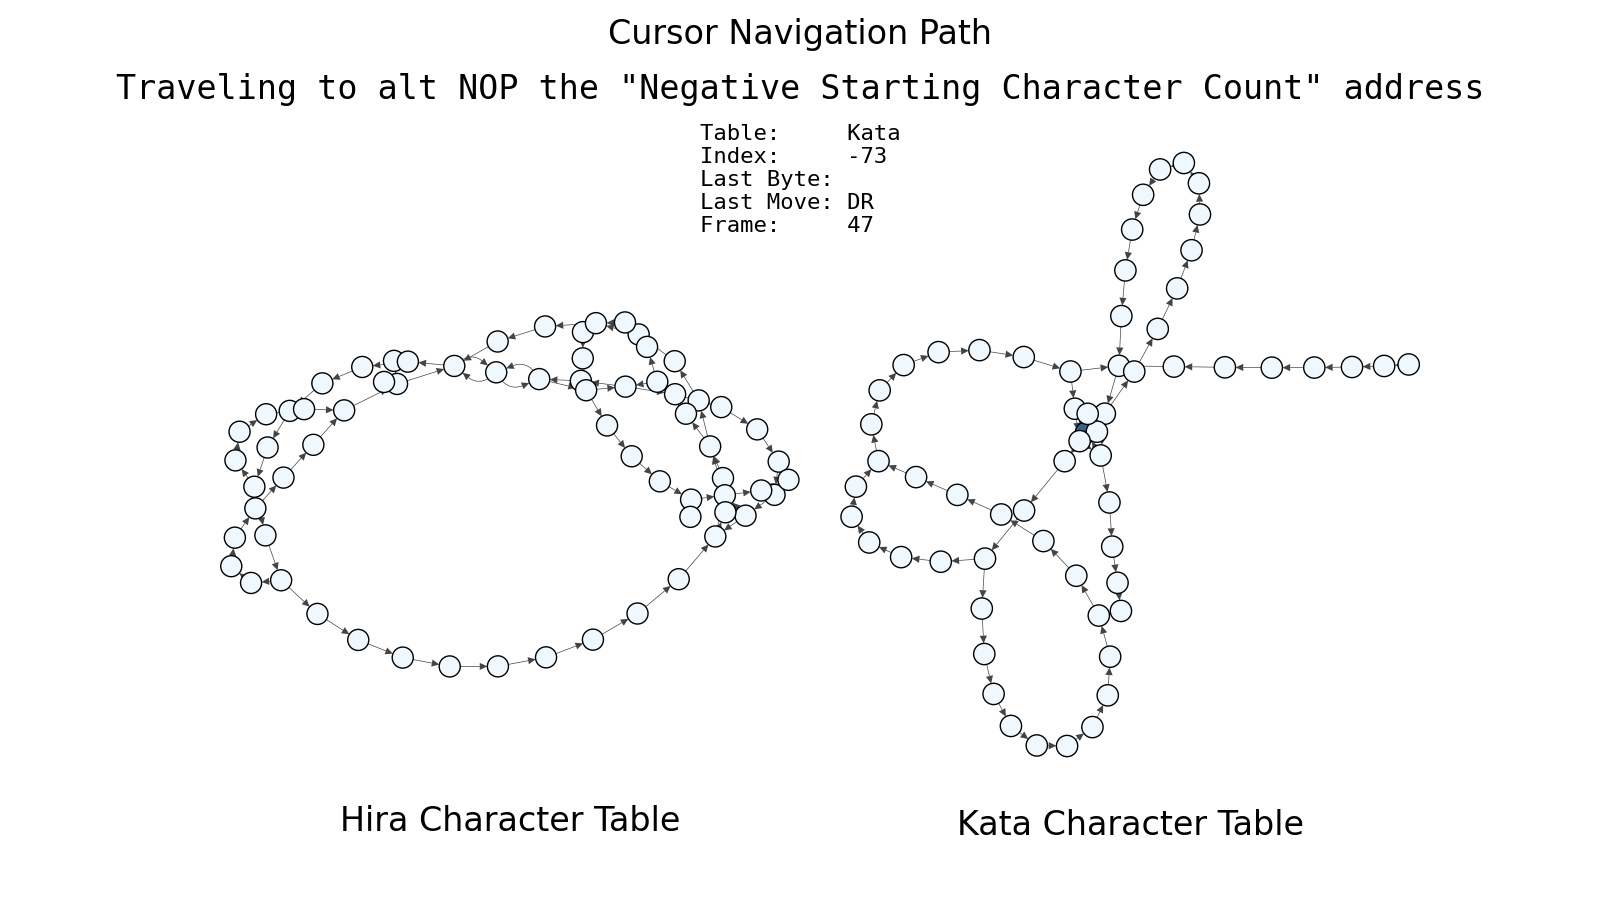 Cursor Navigation Path
Traveling to alt NOP the "Negative Starting Character Count" address
Table: Kata
Index: -73
Last Byte:
Last Move: DR
Frame: 47
Hira Character Table
Kata Character Table